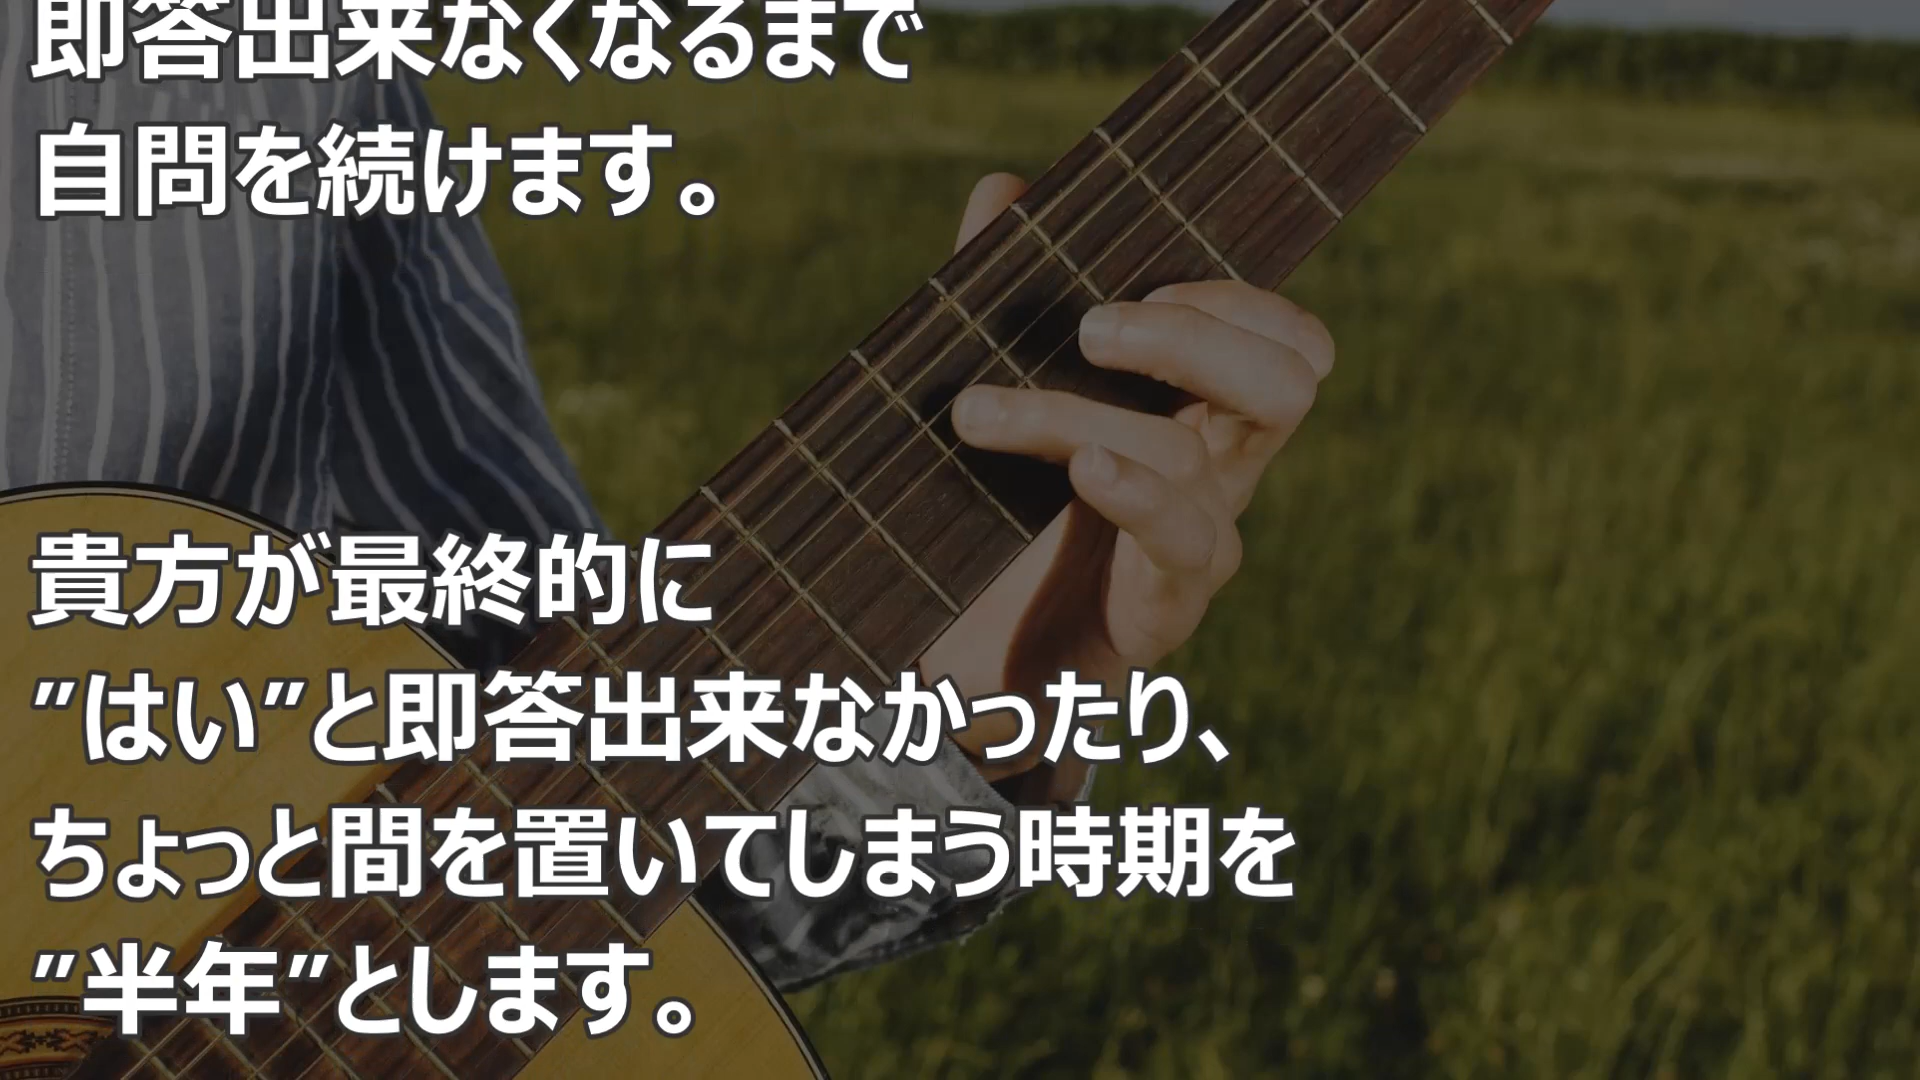 即答出来なくなるまで
自問を続けます。
貴方が最終的に
”はい”と即答出来なかったり、
ちょっと間を置いてしまう時期を
”半年”とします。